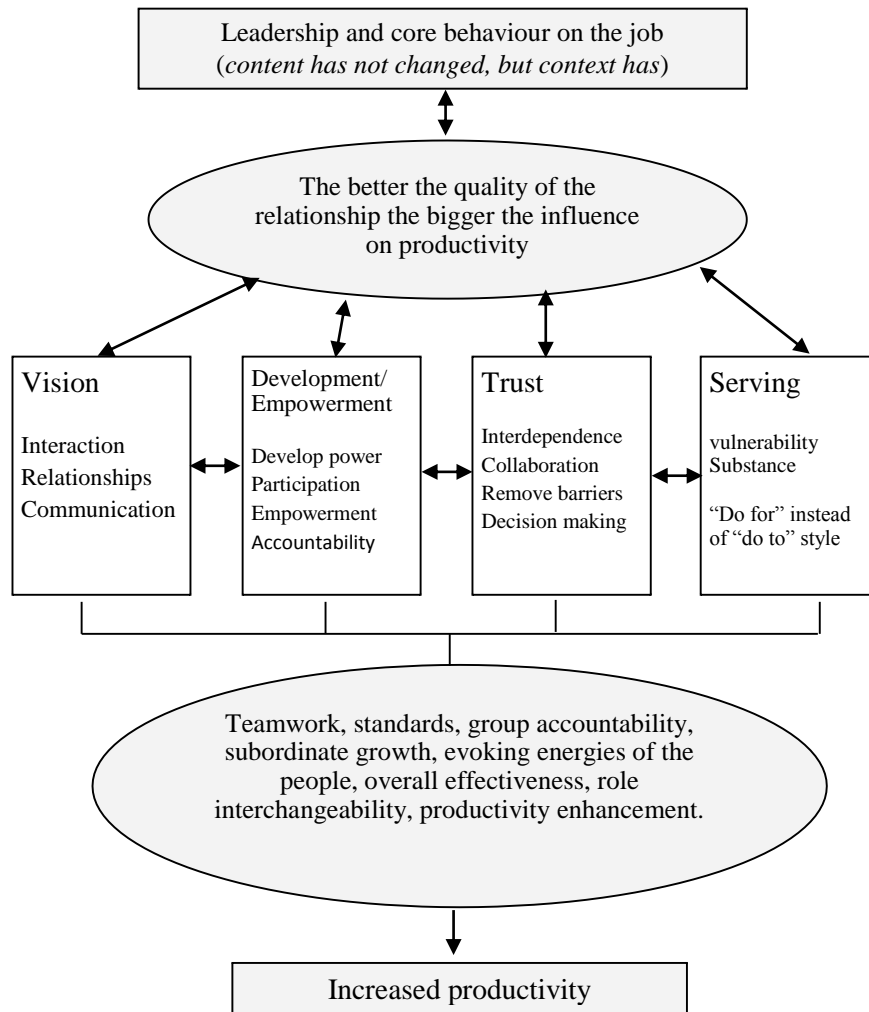 Leadership and core behaviour on the job
(content has not changed, but context has)
The better the quality of the
relationship the bigger the influence
on productivity
Vision
Interaction
Relationships
Communication
Development/
Empowerment
Develop power
Participation
Empowerment
Accountability
Trust
Interdependence
Collaboration
Remove barriers
Decision making
Serving
vulnerability
Substance
“Do for” instead
of “do to” style
Teamwork, standards, group accountability,
subordinate growth, evoking energies of the
people, overall effectiveness, role
interchangeability, productivity enhancement.
Increased productivity